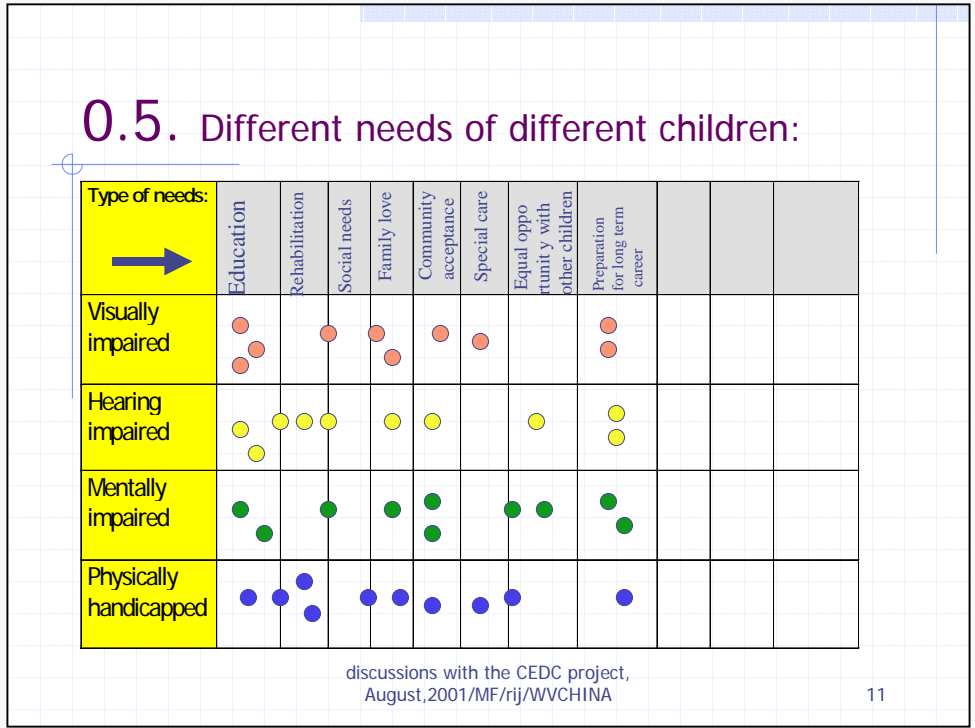 0.5. Different needs of different children:
Type of needs:
Education
Rehabilitation
Social needs
Family love
Community
acceptance
Special care
Equal oppo
rtunit y with
other children
Preparation
for long term
career
Visually
impaired
Hearing
impaired
Mentally
impaired
Physically
handicapped
discussions with the CEDC project,
August,2001/MF/rij/WVCHINA
11